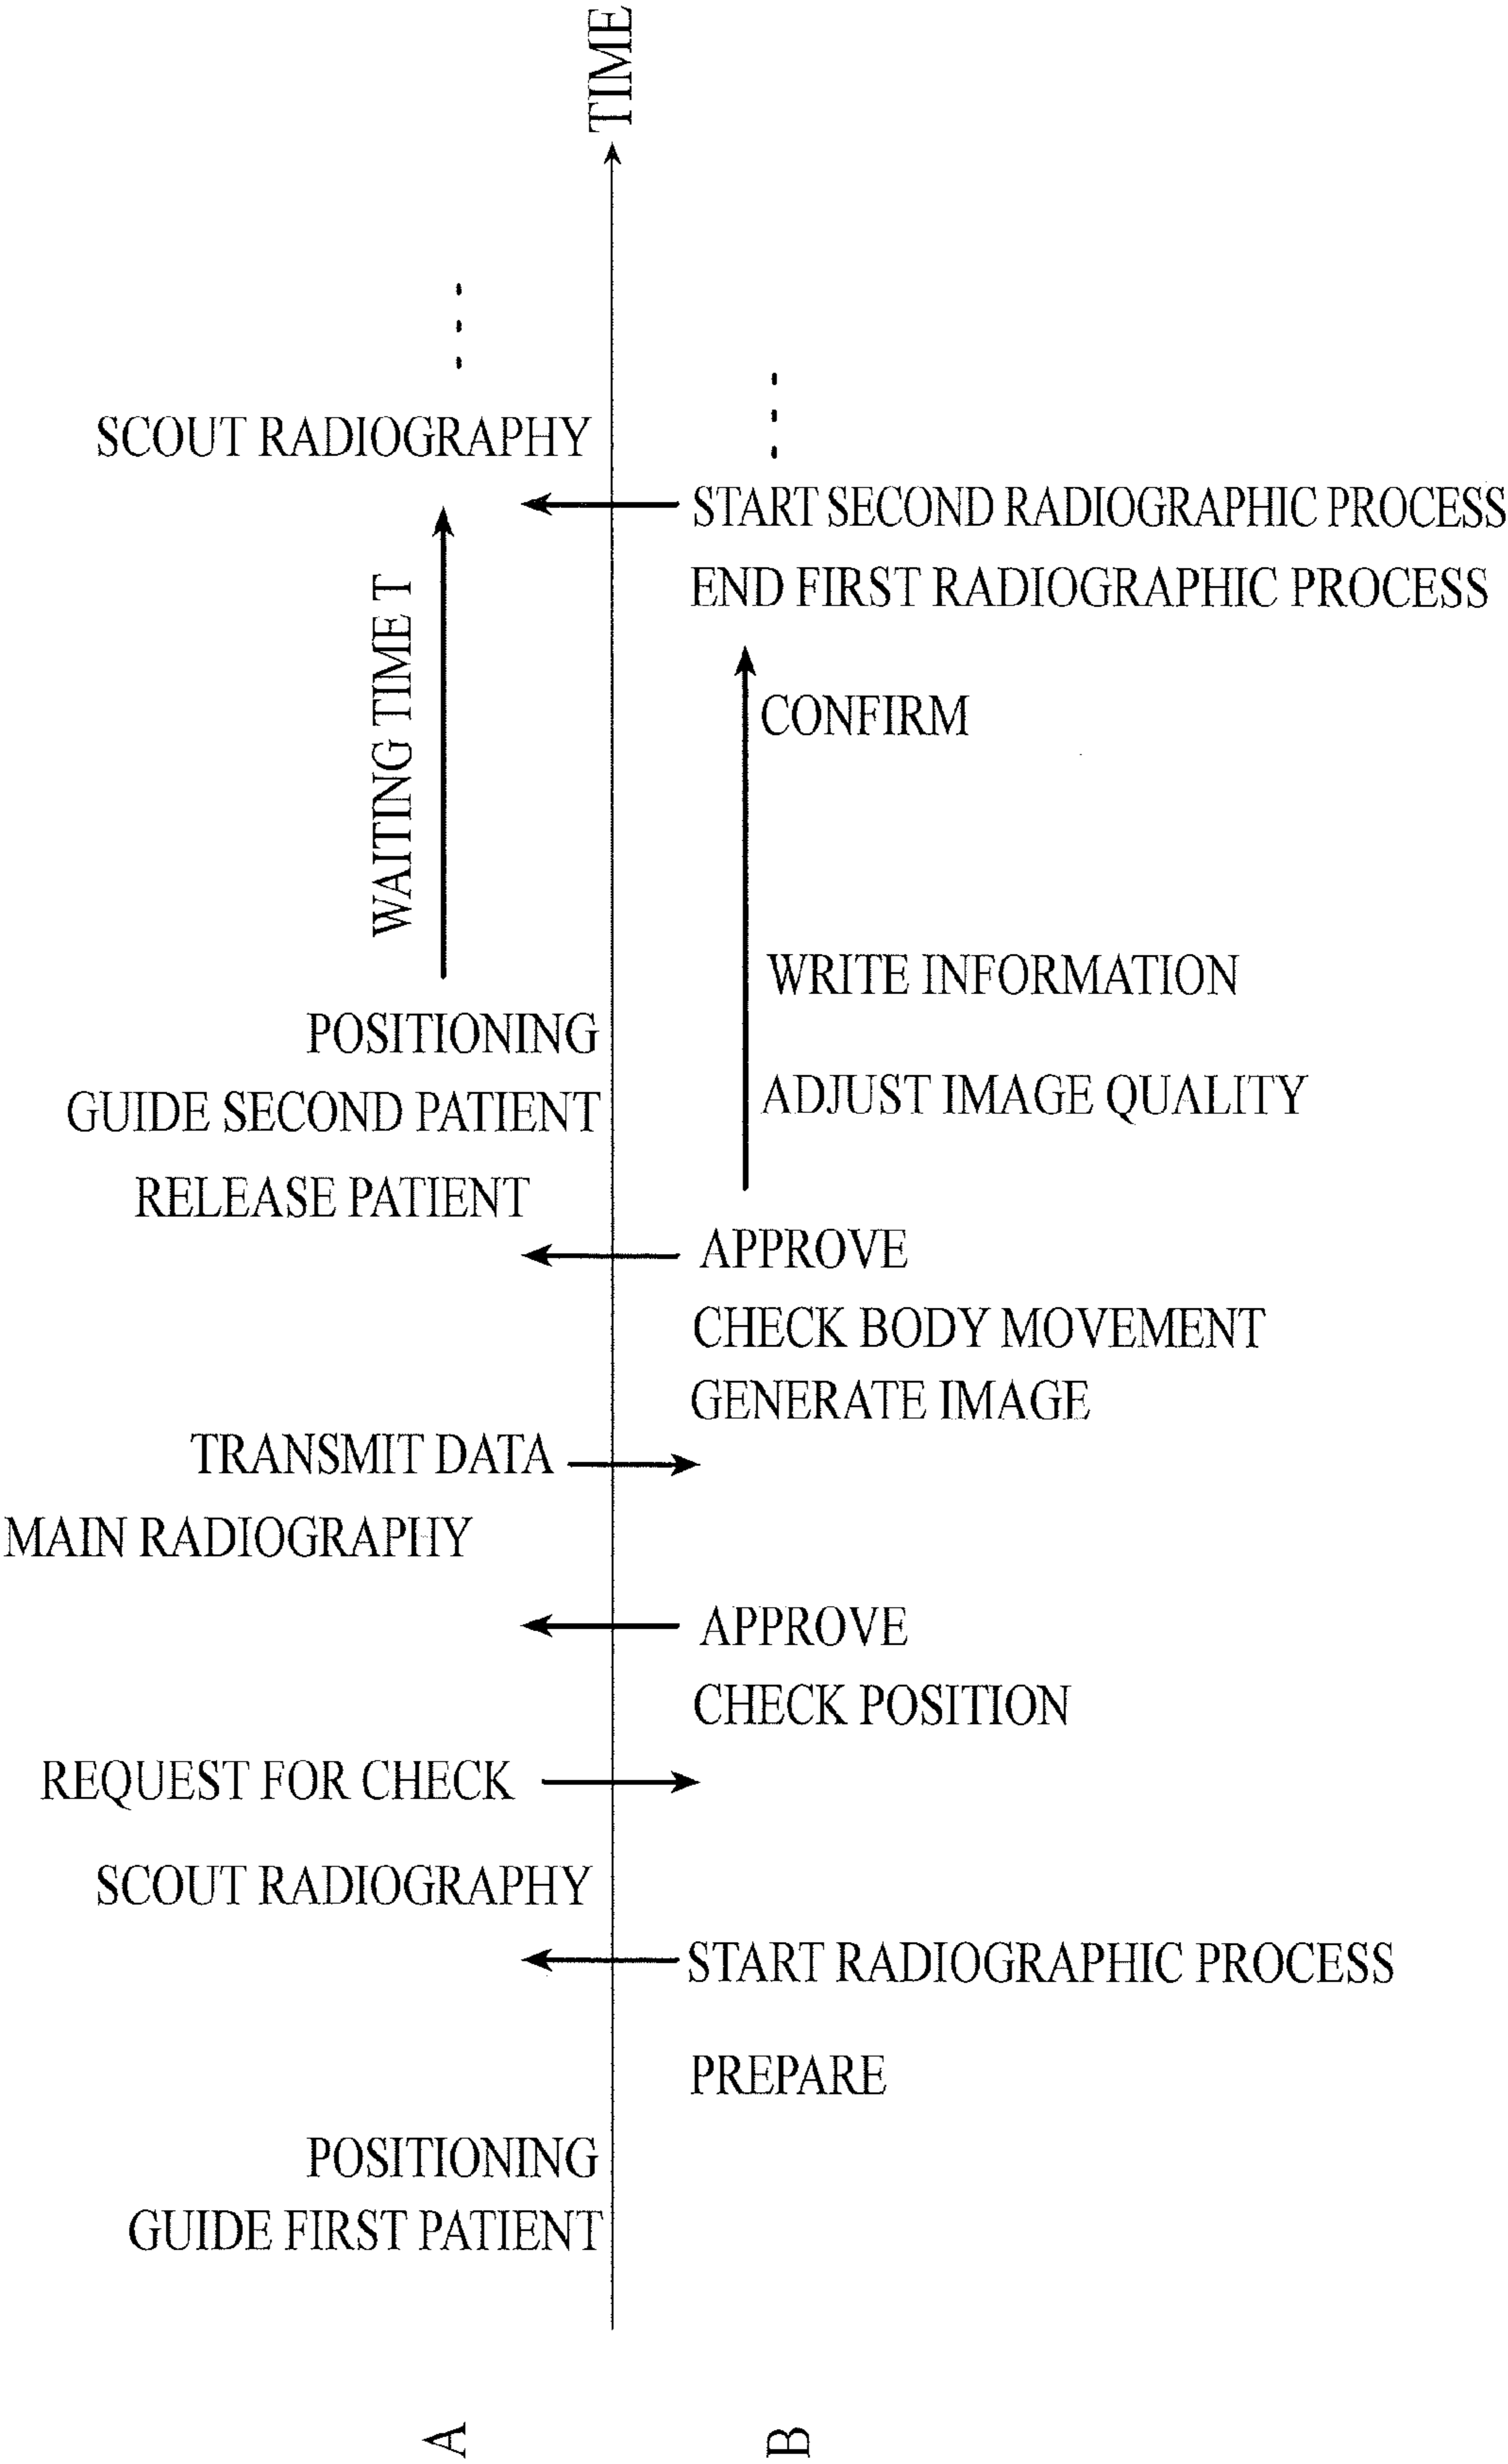 TIME
SCOUT RADIOGRAPHY
START SECOND RADIOGRAPHIC PROCESS
END FIRST RADIOGRAPHIC PROCESS
WAITING TIME T
CONFIRM
WRITE INFORMATION
POSITIONING
ADJUST IMAGE QUALITY
GUIDE SECOND PATIENT
RELEASE PATIENT
APPROVE
CHECK BODY MOVEMENT
GENERATE IMAGE
TRANSMIT DATA
MAIN RADIOGRAPHY
APPROVE
CHECK POSITION
REQUEST FOR CHECK
SCOUT RADIOGRAPHY
START RADIOGRAPHIC PROCESS
PREPARE
POSITIONING
GUIDE FIRST PATIENT
A
B